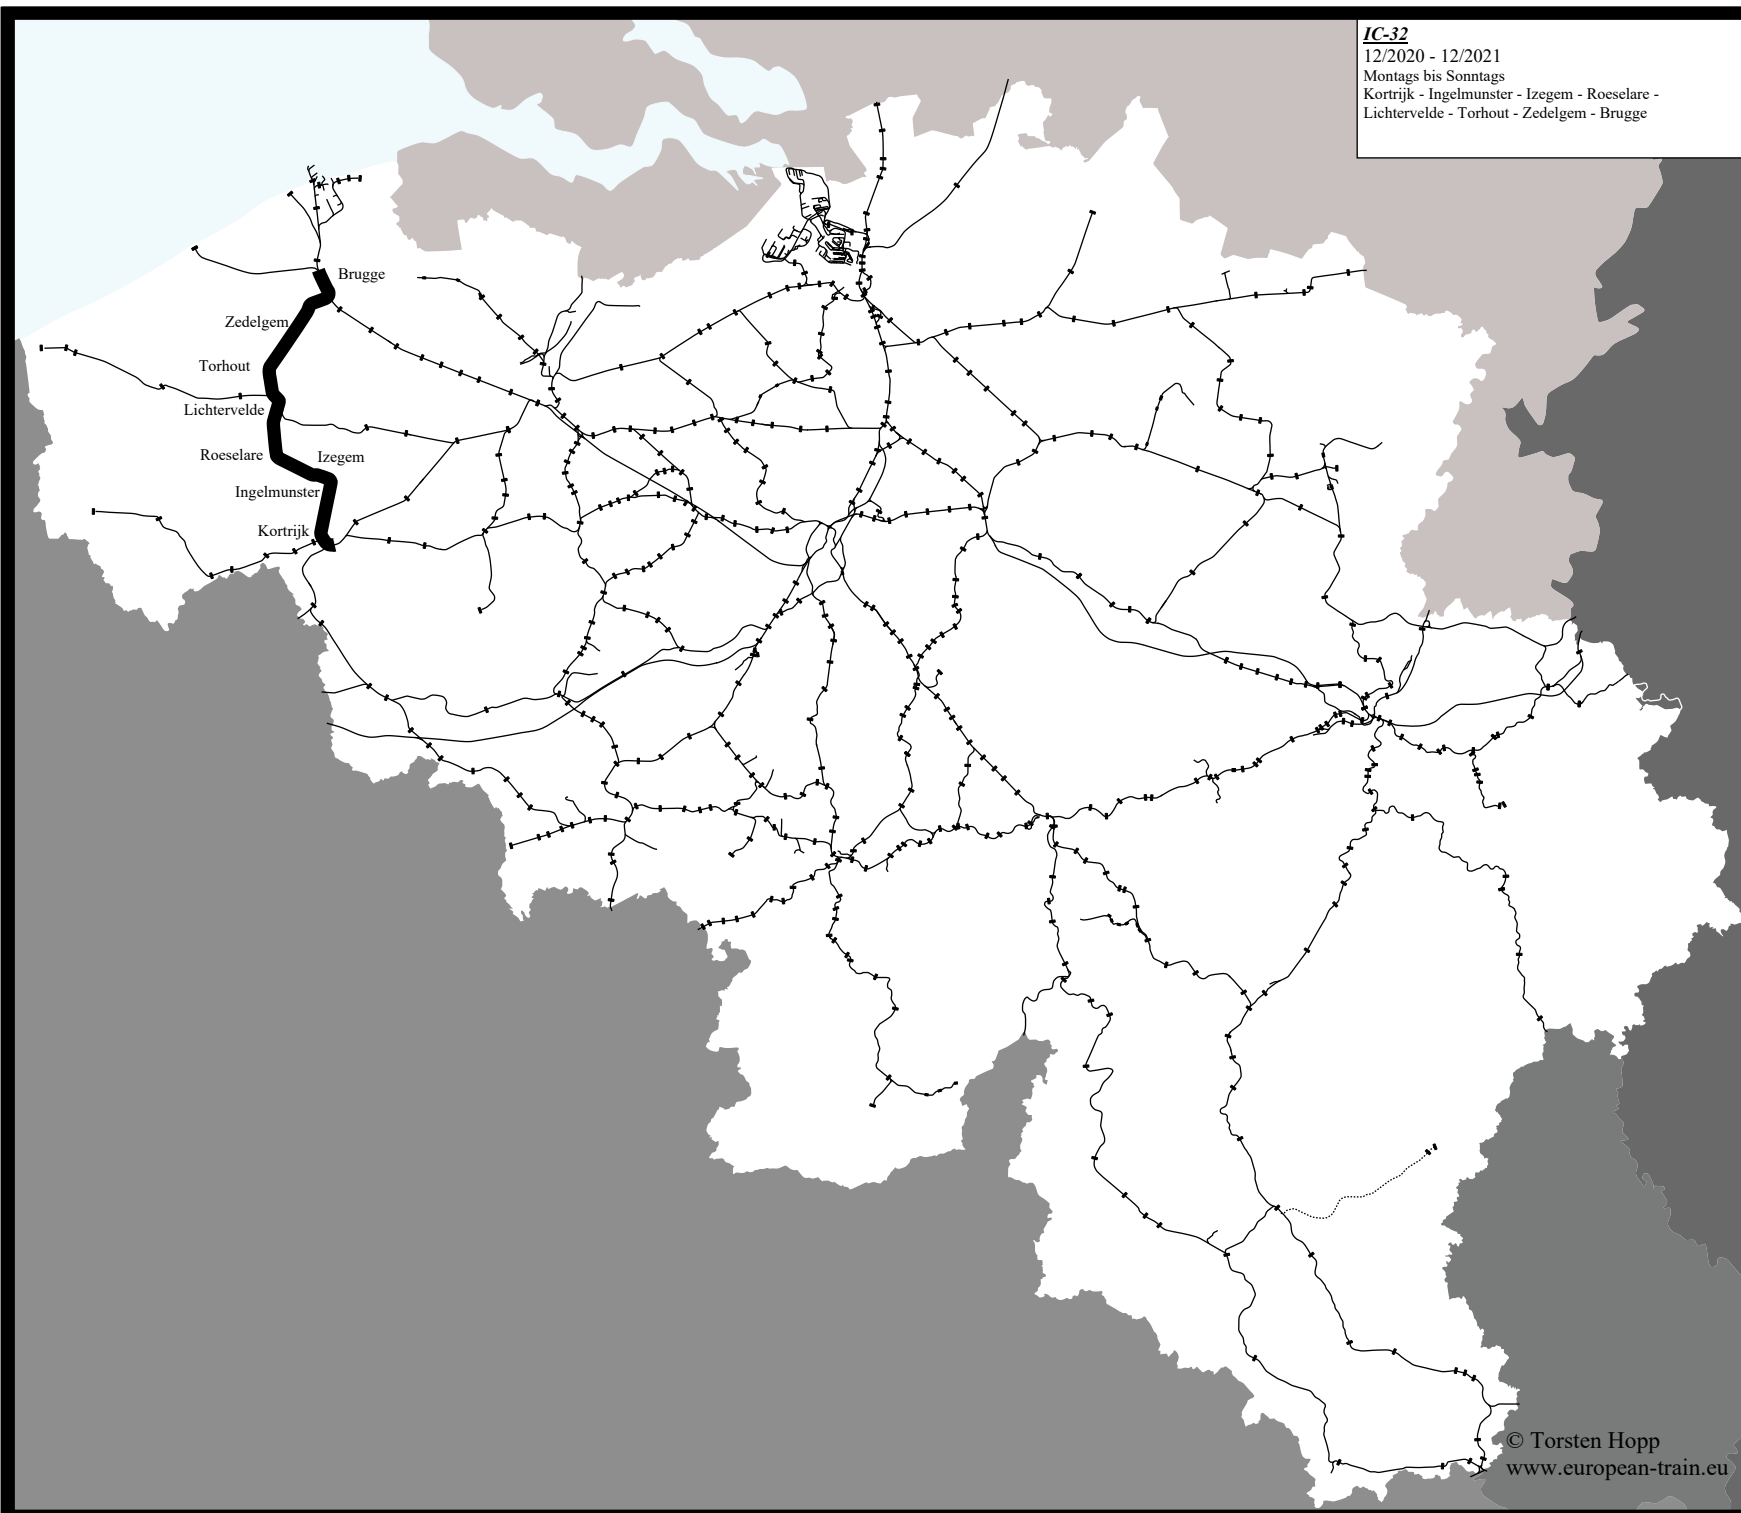 IC-32
12/2020 - 12/2021
Montags bis Sonntags
Kortrijk - Ingelmunster - Izegem - Roeselare -
Lichtervelde - Torhout - Zedelgem - Brugge
Brugge
Zedelgem
Torhout
Lichtervelde
Roeselare
Izegem
Ingelmunster
Kortrijk
© Torsten Hopp
www.european-train.eu